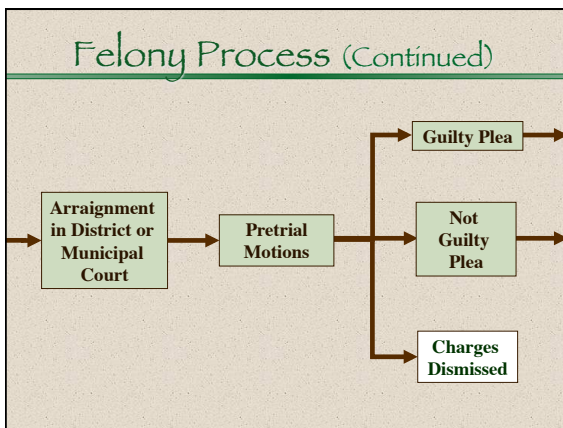 Felony Process (Continued)
Arraignment
in District or
Municipal
Court
Pretrial
Motions
Guilty Plea
Not
Guilty
Plea
Charges
Dismissed